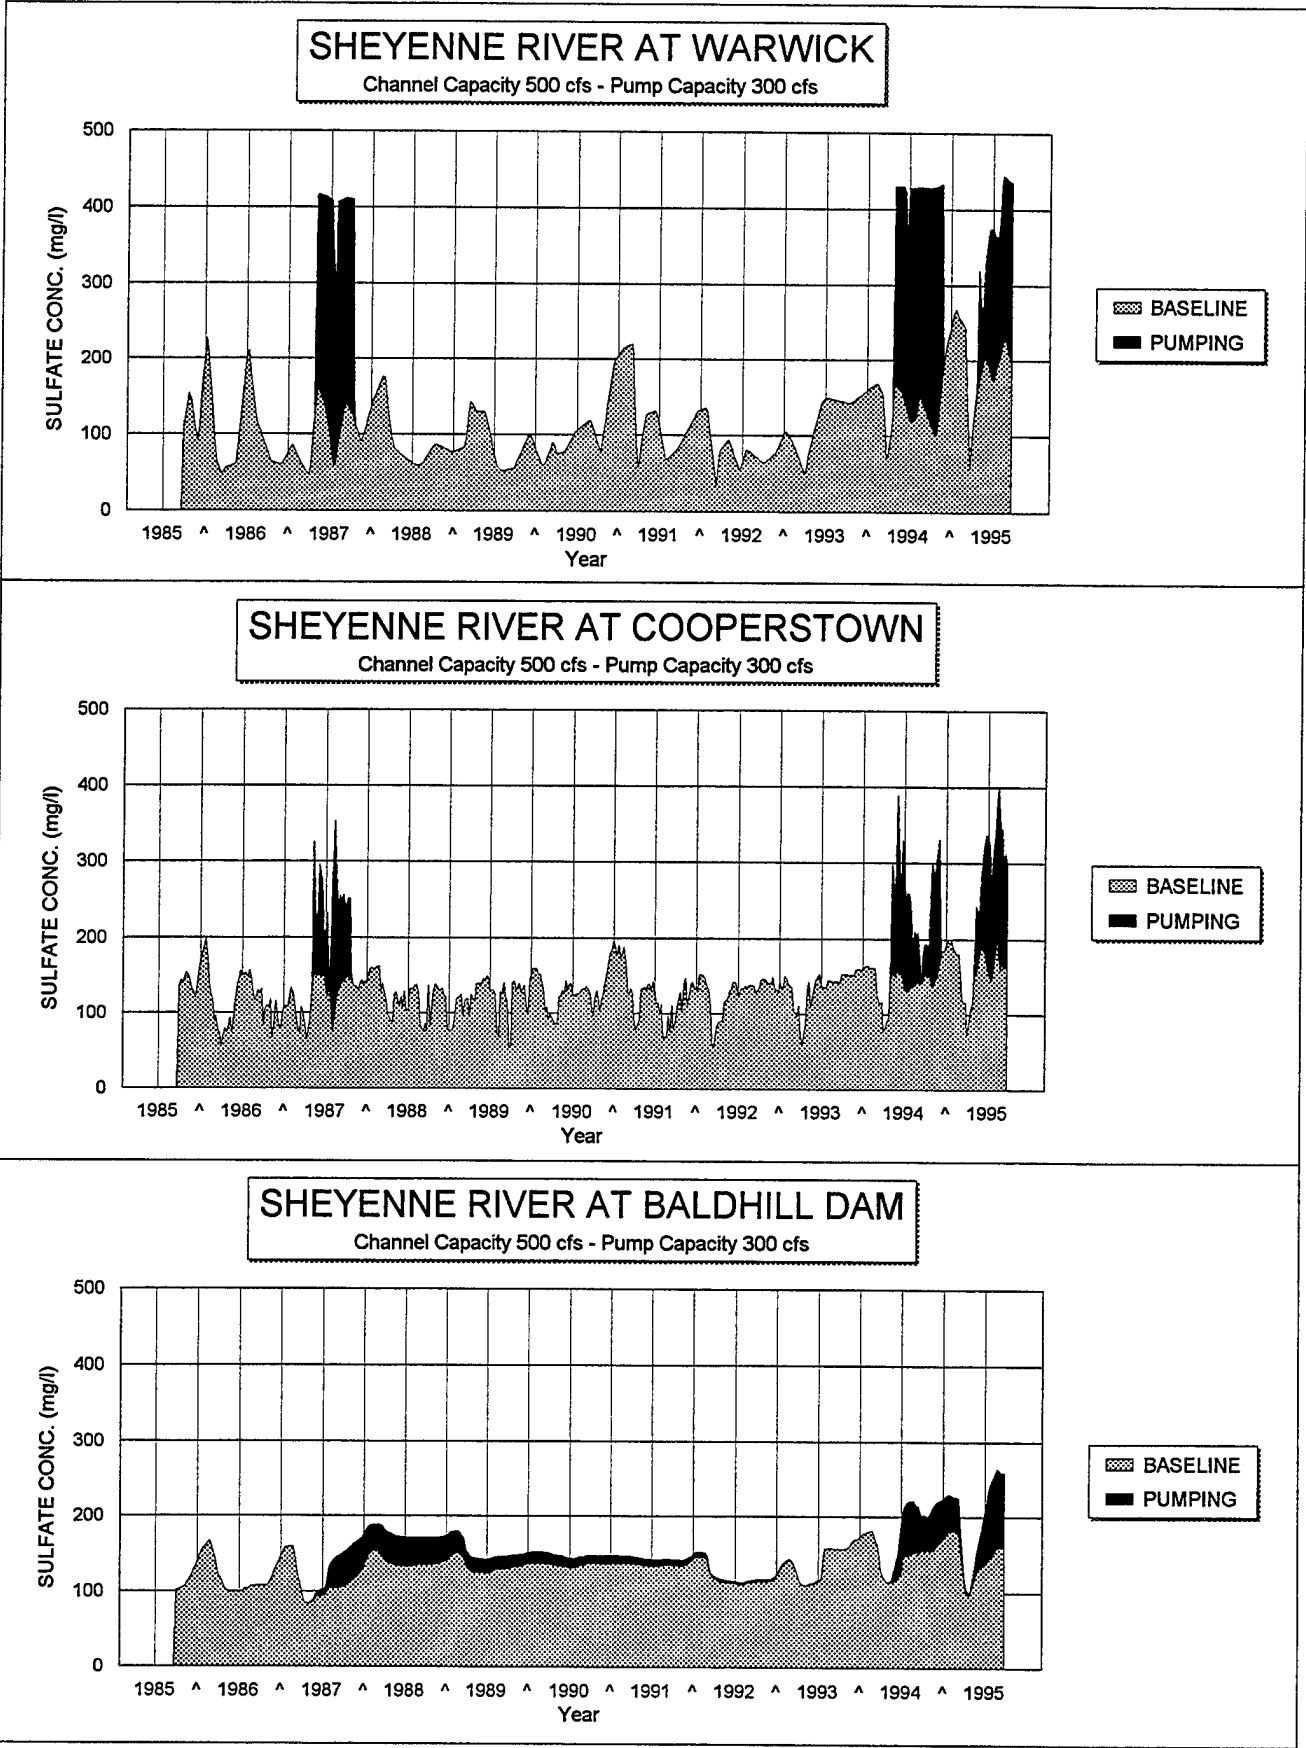 SHEYENNE RIVER AT WARWICK
Channel Capacity 500 cfs - Pump Capacity 300 cfs
SULFATE CONC. (mg/l)
500
400
300
200
100
0
1985 ^ 1986 ^ 1987 ^ 1988 ^ 1989 ^ 1990 ^ 1991 ^ 1992 ^ 1993 ^ 1994 ^ 1995
Year
BASELINE
PUMPING
SHEYENNE RIVER AT COOPERSTOWN
Channel Capacity 500 cfs - Pump Capacity 300 cfs
SULFATE CONC. (mg/l)
500
400
300
200
100
0
1985 ^ 1986 ^ 1987 ^ 1988 ^ 1989 ^ 1990 ^ 1991 ^ 1992 ^ 1993 ^ 1994 ^ 1995
Year
BASELINE
PUMPING
SHEYENNE RIVER AT BALDHILL DAM
Channel Capacity 500 cfs - Pump Capacity 300 cfs
SULFATE CONC. (mg/l)
500
400
300
200
100
0
1985 ^ 1986 ^ 1987 ^ 1988 ^ 1989 ^ 1990 ^ 1991 ^ 1992 ^ 1993 ^ 1994 ^ 1995
Year
BASELINE
PUMPING